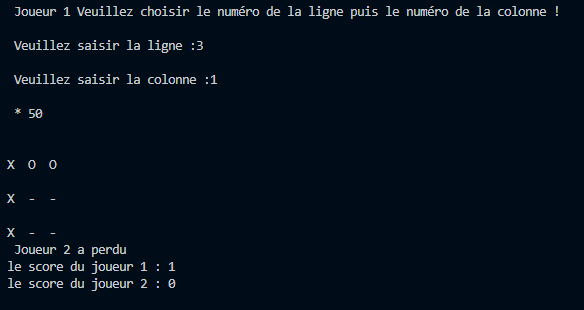 Joueur 1 Veuillez choisir le numéro de la ligne puis le numéro de la colonne !
Veuillez saisir la ligne :3
Veuillez saisir la colonne :1
* 50
X O O
X - -
X - -
Joueur 2 a perdu
le score du joueur 1 : 1
le score du joueur 2 : 0